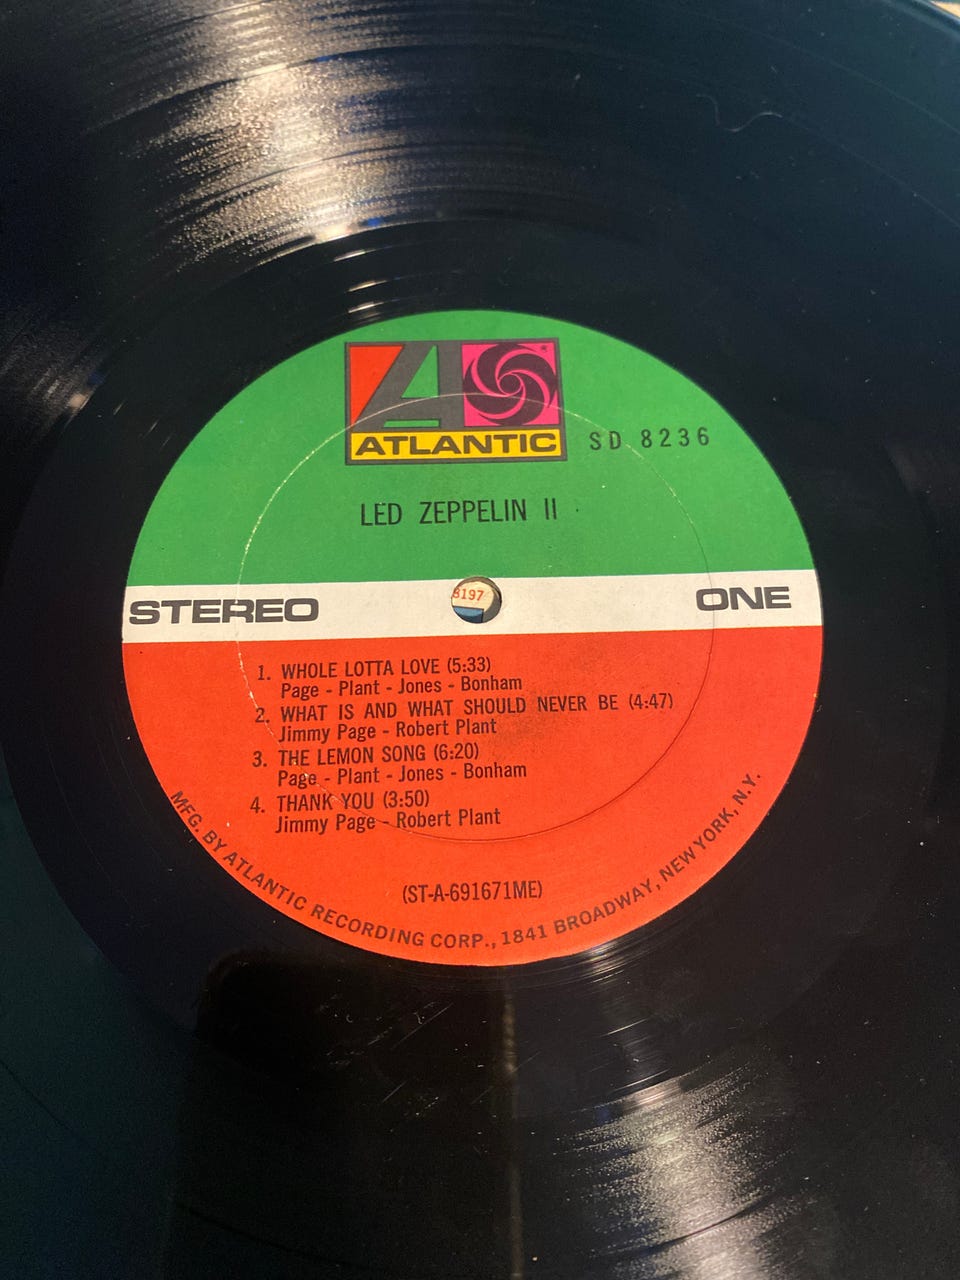 ATLANTIC
SD 8236
LED ZEPPELIN II
STEREO
8197
ONE
1. WHOLE LOTTA LOVE (5:33)
Page - Plant - Jones - Bonham
2. WHAT IS AND WHAT SHOULD NEVER BE (4:47)
Jimmy Page - Robert Plant
3. THE LEMON SONG (6:20)
Page - Plant - Jones - Bonham
4. THANK YOU (3:50)
Jimmy Page - Robert Plant
(ST-A-691671ME)
MFG. BY ATLANTIC RECORDING CORP., 1841 BROADWAY, NEW YORK, N.Y.